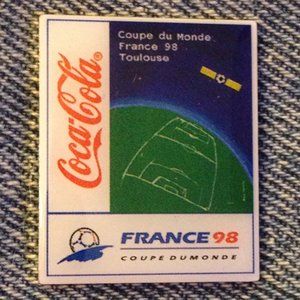 Coca-Cola®
Coupe du Monde
France 98
Toulouse
FRANCE 98
COUPE DU MONDE